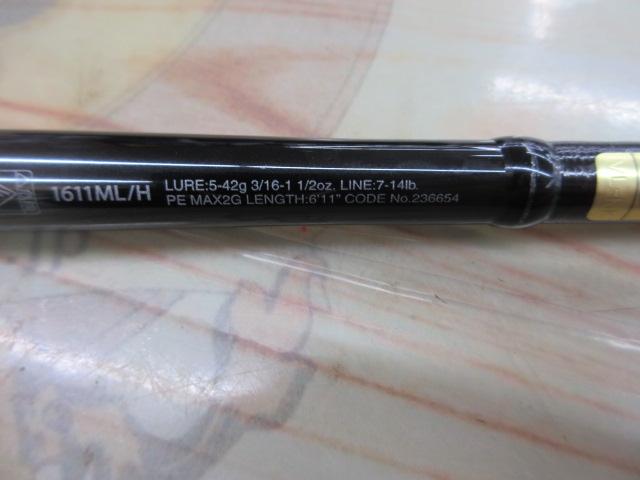 1611ML/H
LURE:5-42g 3/16-1 1/2oz. LINE:7-14lb.
PE MAX2G LENGTH:6'11" CODE No.236654